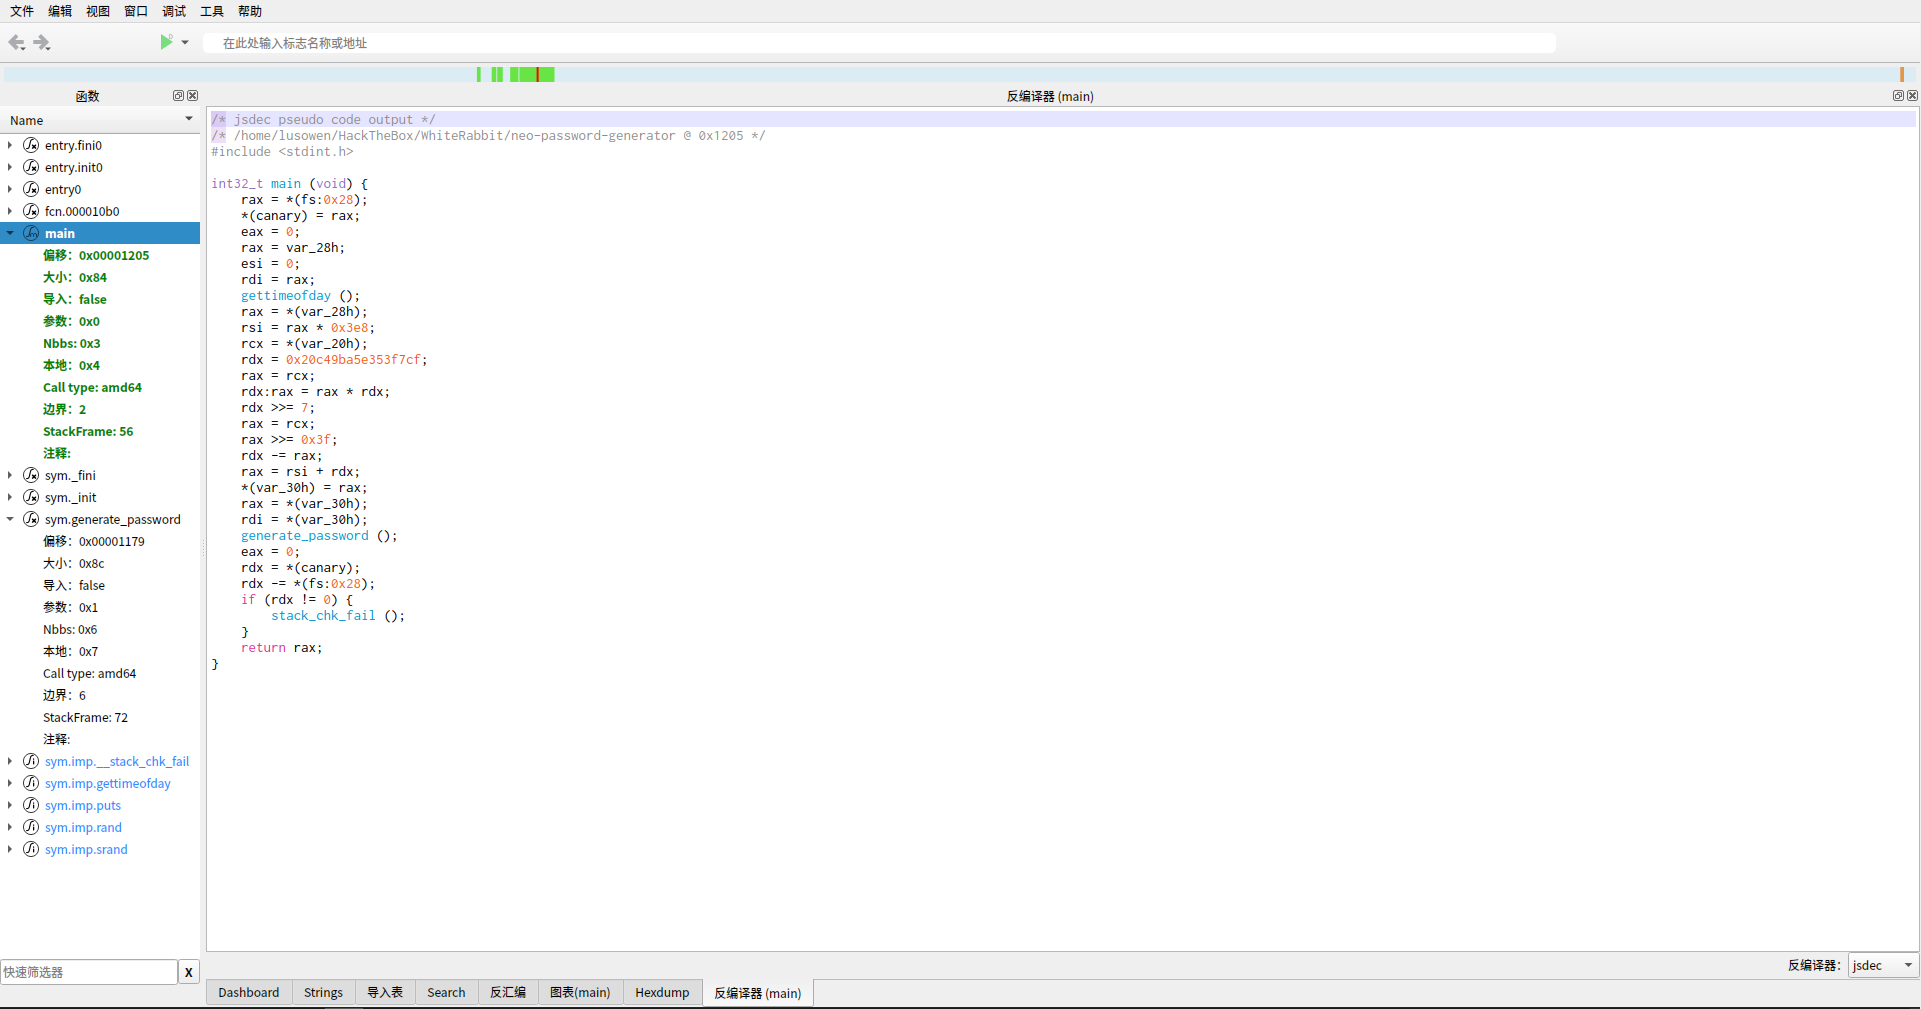 文件 编辑 视图 窗口 调试 工具 帮助
在此处输入标志名称或地址
函数
Name
entry.fini0
entry.init0
entry0
fcn.000010b0
main
偏移：0x00001205
大小：0x84
导入：false
参数：0x0
Nbbs: 0x3
本地：0x4
Call type: amd64
边界：2
StackFrame: 56
注释:
sym._fini
sym._init
sym.generate_password
偏移：0x00001179
大小：0x8c
导入：false
参数：0x1
Nbbs: 0x6
本地：0x7
Call type: amd64
边界：6
StackFrame: 72
注释:
sym.imp.__stack_chk_fail
sym.imp.gettimeofday
sym.imp.puts
sym.imp.rand
sym.imp.srand
快速筛选器 X
反编译器 (main)
/* jsdec pseudo code output */
/* /home/lusowen/HackTheBox/WhiteRabbit/neo-password-generator @ 0x1205 */
#include <stdint.h>
int32_t main (void) {
    rax = *(fs:0x28);
    *(canary) = rax;
    eax = 0;
    rax = var_28h;
    esi = 0;
    rdi = rax;
    gettimeofday ();
    rax = *(var_28h);
    rsi = rax * 0x3e8;
    rcx = *(var_20h);
    rdx = 0x20c49ba5e353f7cf;
    rax = rcx;
    rdx:rax = rax * rdx;
    rdx >>= 7;
    rax = rcx;
    rax >>= 0x3f;
    rdx -= rax;
    rax = rsi + rdx;
    *(var_30h) = rax;
    rax = *(var_30h);
    rdi = *(var_30h);
    generate_password ();
    eax = 0;
    rdx = *(canary);
    rdx -= *(fs:0x28);
    if (rdx != 0) {
        stack_chk_fail ();
    }
    return rax;
}
反编译器： jsdec
Dashboard Strings 导入表 Search 反汇编 图表(main) Hexdump 反编译器 (main)